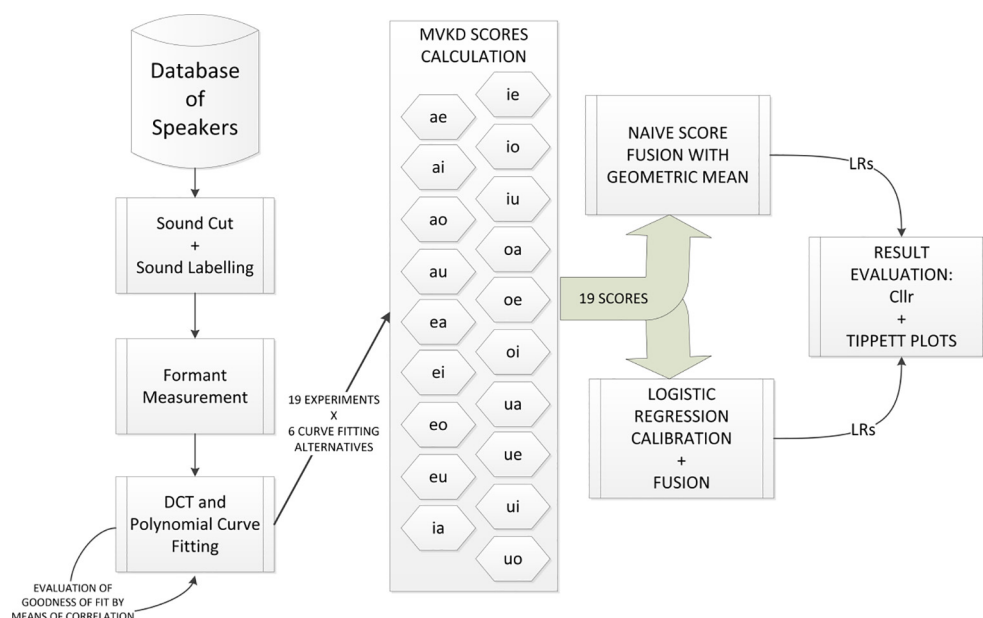 Database
of
Speakers
Sound Cut
+
Sound Labelling
Formant
Measurement
DCT and
Polynomial Curve
Fitting
EVALUATION OF
GOODNESS OF FIT BY
MEANS OF CORRELATION
19 EXPERIMENTS
X
6 CURVE FITTING
ALTERNATIVES
MVKD SCORES
CALCULATION
ae
ai
ao
au
ea
ei
eo
eu
ia
ie
io
iu
oa
oe
oi
ua
ue
ui
uo
19 SCORES
NAIVE SCORE
FUSION WITH
GEOMETRIC MEAN
LRs
LOGISTIC
REGRESSION
CALIBRATION
+
FUSION
LRs
RESULT
EVALUATION:
Cllr
+
TIPPETT PLOTS